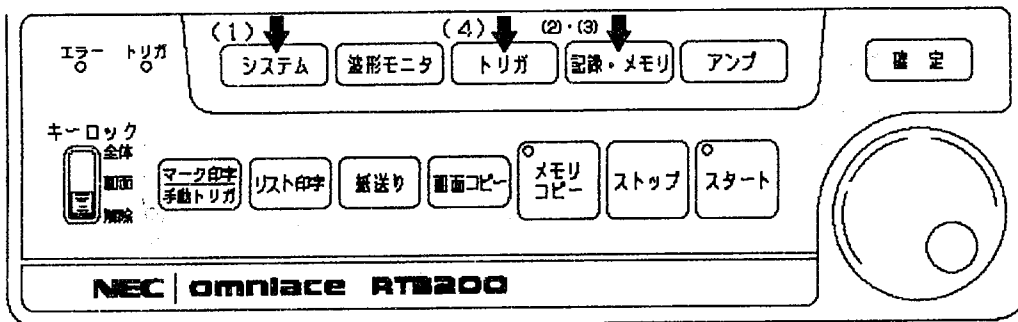 (1) (4) (2)・(3)
エラー トリガ
システム 波形モニタ トリガ 記録・メモリ アンプ 確定
キーロック
全体
画面
解除
マーク印字
手動トリガ
リスト印字 紙送り 画面コピー
メモリ
コピー
ストップ スタート
NEC omniace RT3200